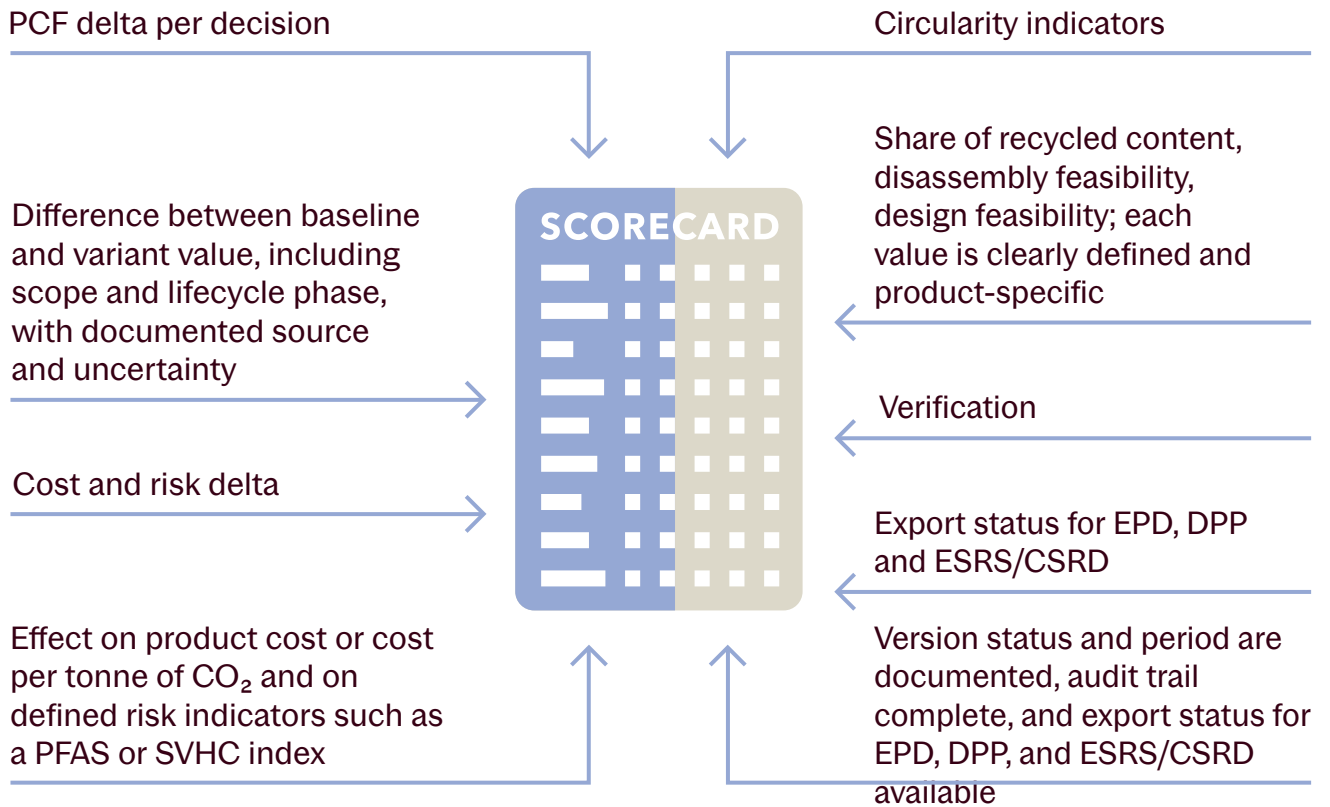 PCF delta per decision
Difference between baseline
and variant value, including
scope and lifecycle phase,
with documented source
and uncertainty
Cost and risk delta
Effect on product cost or cost
per tonne of CO₂ and on
defined risk indicators such as
a PFAS or SVHC index
SCORECARD
Circularity indicators
Share of recycled content,
disassembly feasibility,
design feasibility; each
value is clearly defined and
product-specific
Verification
Export status for EPD, DPP
and ESRS/CSRD
Version status and period are
documented, audit trail
complete, and export status for
EPD, DPP, and ESRS/CSRD
available